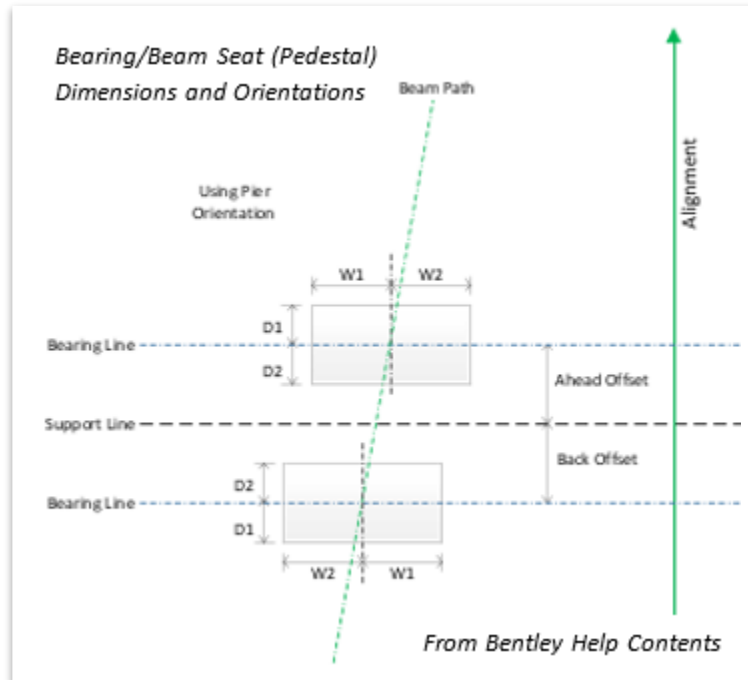 Bearing/Beam Seat (Pedestal)
Dimensions and Orientations
Beam Path
Using Pier
Orientation
Alignment
W1
W2
D1
Bearing Line
D2
Ahead Offset
Support Line
Back Offset
D2
Bearing Line
D1
W2
W1
From Bentley Help Contents